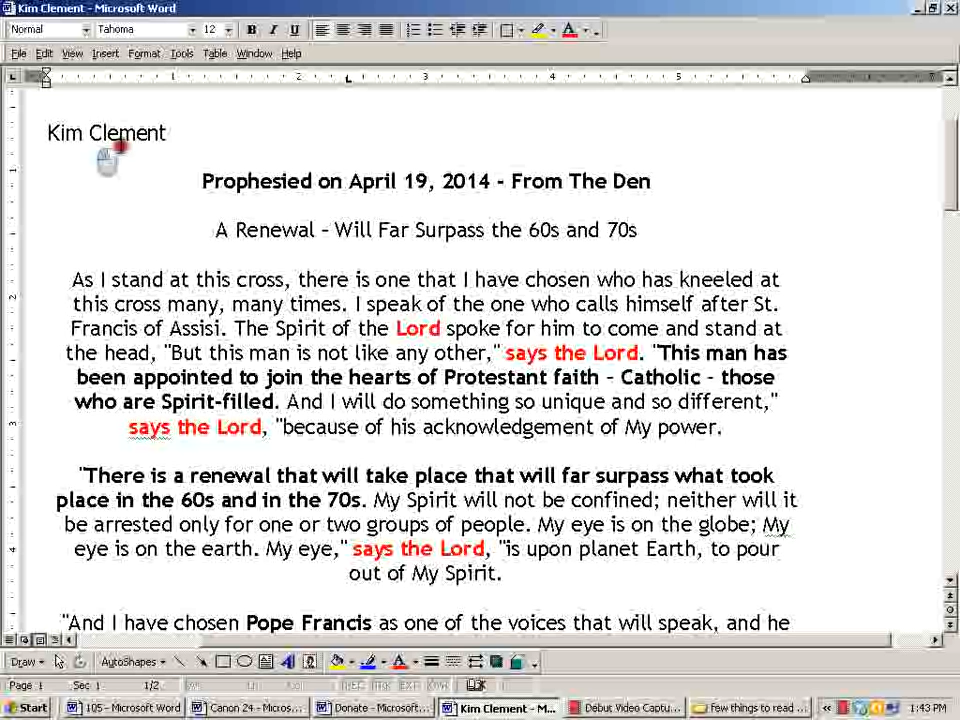 Kim Clement - Microsoft Word
Normal Tahoma 12 B I U
File Edit View Insert Format Tools Table Window Help
1 2 3 4 5
Kim Clement
Prophesied on April 19, 2014 - From The Den
A Renewal – Will Far Surpass the 60s and 70s
As I stand at this cross, there is one that I have chosen who has kneeled at
this cross many, many times. I speak of the one who calls himself after St.
Francis of Assisi. The Spirit of the Lord spoke for him to come and stand at
the head, "But this man is not like any other," says the Lord. "This man has
been appointed to join the hearts of Protestant faith – Catholic – those
who are Spirit-filled. And I will do something so unique and so different,"
says the Lord, "because of his acknowledgement of My power.
"There is a renewal that will take place that will far surpass what took
place in the 60s and in the 70s. My Spirit will not be confined; neither will it
be arrested only for one or two groups of people. My eye is on the globe; My
eye is on the earth. My eye," says the Lord, "is upon planet Earth, to pour
out of My Spirit.
"And I have chosen Pope Francis as one of the voices that will speak, and he
Draw AutoShapes
Page 1 Sec 1 1/2
Start 105 - Microsoft Word Canon 24 - Micros... Donate - Microsoft... Kim Clement - M... Debut Video Captu... Few things to read ... 1:43 PM